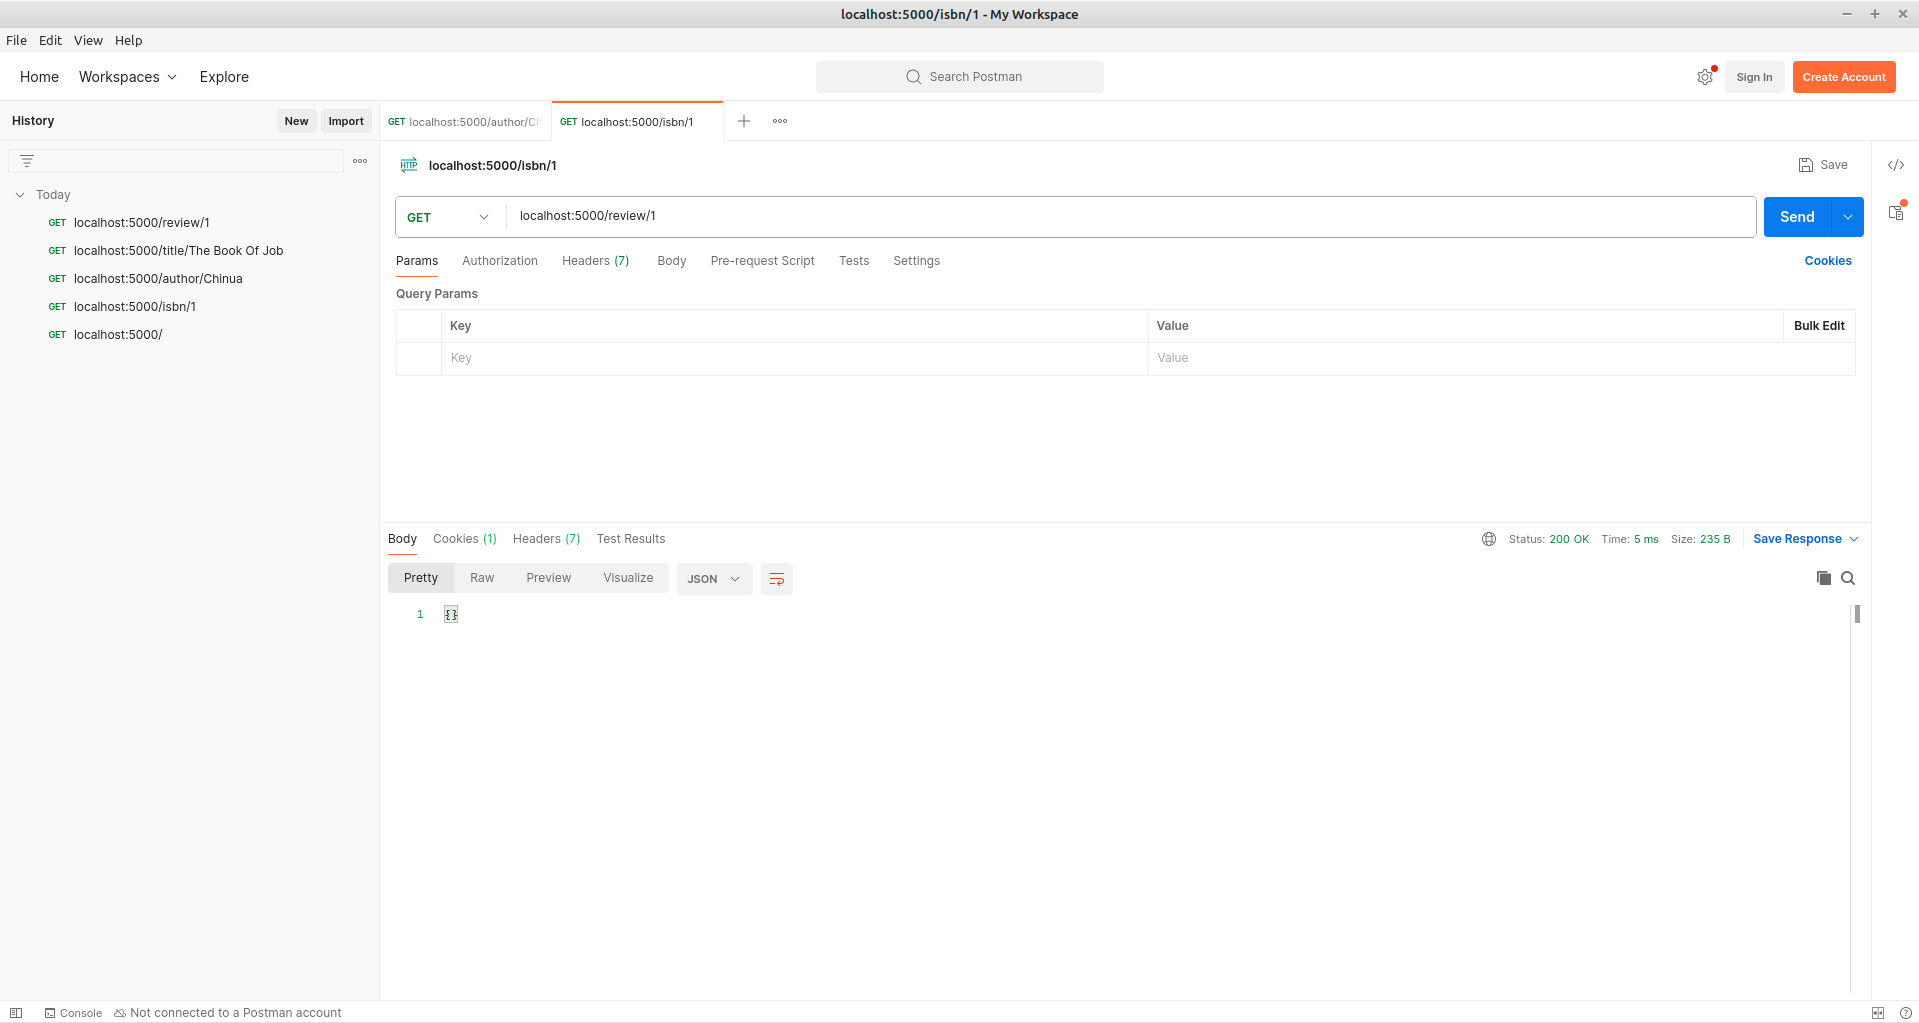 localhost:5000/isbn/1 - My Workspace
File Edit View Help
Home Workspaces Explore
Search Postman
Sign In Create Account
History New Import
GET localhost:5000/author/Ch GET localhost:5000/isbn/1
HTTP localhost:5000/isbn/1 Save
Today
GET localhost:5000/review/1
GET localhost:5000/title/The Book Of Job
GET localhost:5000/author/Chinua
GET localhost:5000/isbn/1
GET localhost:5000/
GET localhost:5000/review/1 Send
Params Authorization Headers (7) Body Pre-request Script Tests Settings Cookies
Query Params
Key Value Bulk Edit
Key Value
Body Cookies (1) Headers (7) Test Results Status: 200 OK Time: 5 ms Size: 235 B Save Response
Pretty Raw Preview Visualize JSON
1 {}
Console Not connected to a Postman account